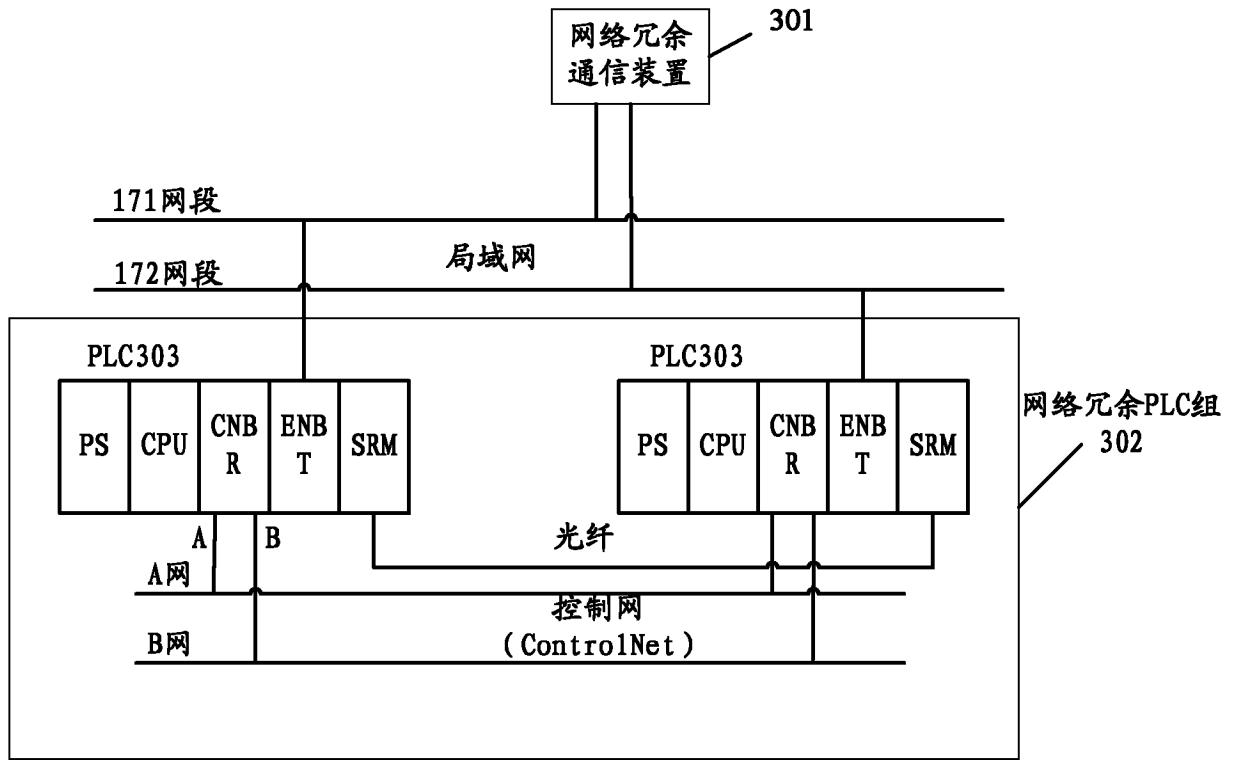 网络冗余
通信装置
301
171网段
局域网
172网段
PLC303
PLC303
PS
CPU
CNB
R
ENB
T
SRM
PS
CPU
CNB
R
ENB
T
SRM
网络冗余PLC组
302
A
B
光纤
A网
控制网
(ControlNet)
B网